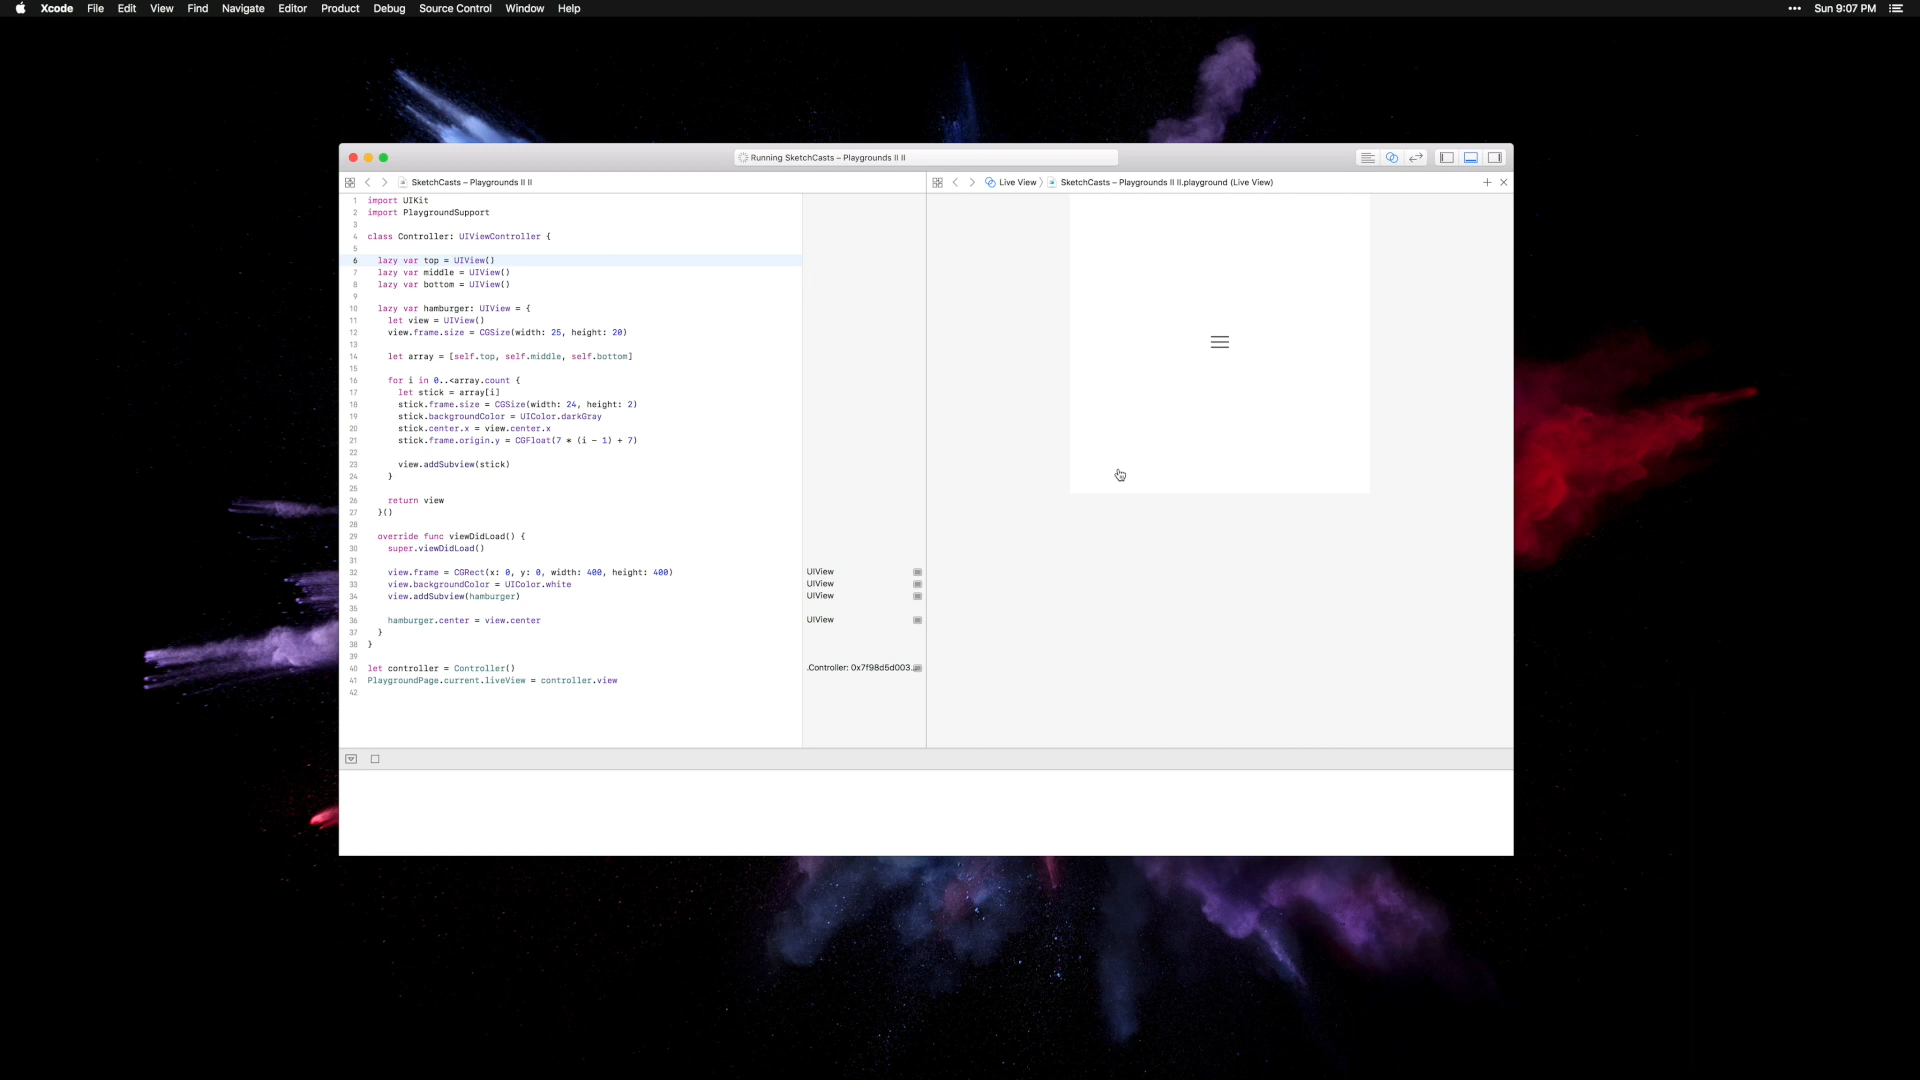 Xcode File Edit View Find Navigate Editor Product Debug Source Control Window Help
Sun 9:07 PM
Running SketchCasts – Playgrounds II II
SketchCasts – Playgrounds II II
Live View
SketchCasts – Playgrounds II II.playground (Live View)
1 import UIKit
2 import PlaygroundSupport
3
4 class Controller: UIViewController {
5
6 lazy var top = UIView()
7 lazy var middle = UIView()
8 lazy var bottom = UIView()
9
10 lazy var hamburger: UIView = {
11 let view = UIView()
12 view.frame.size = CGSize(width: 25, height: 20)
13
14 let array = [self.top, self.middle, self.bottom]
15
16 for i in 0..<array.count {
17 let stick = array[i]
18 stick.frame.size = CGSize(width: 24, height: 2)
19 stick.backgroundColor = UIColor.darkGray
20 stick.center.x = view.center.x
21 stick.frame.origin.y = CGFloat(7 * (i - 1) + 7)
22
23 view.addSubview(stick)
24 }
25
26 return view
27 }()
28
29 override func viewDidLoad() {
30 super.viewDidLoad()
31
32 view.frame = CGRect(x: 0, y: 0, width: 400, height: 400) UIView
33 view.backgroundColor = UIColor.white UIView
34 view.addSubview(hamburger) UIView
35
36 hamburger.center = view.center UIView
37 }
38 }
39
40 let controller = Controller() .Controller: 0x7f98d5d003...
41 PlaygroundPage.current.liveView = controller.view
42